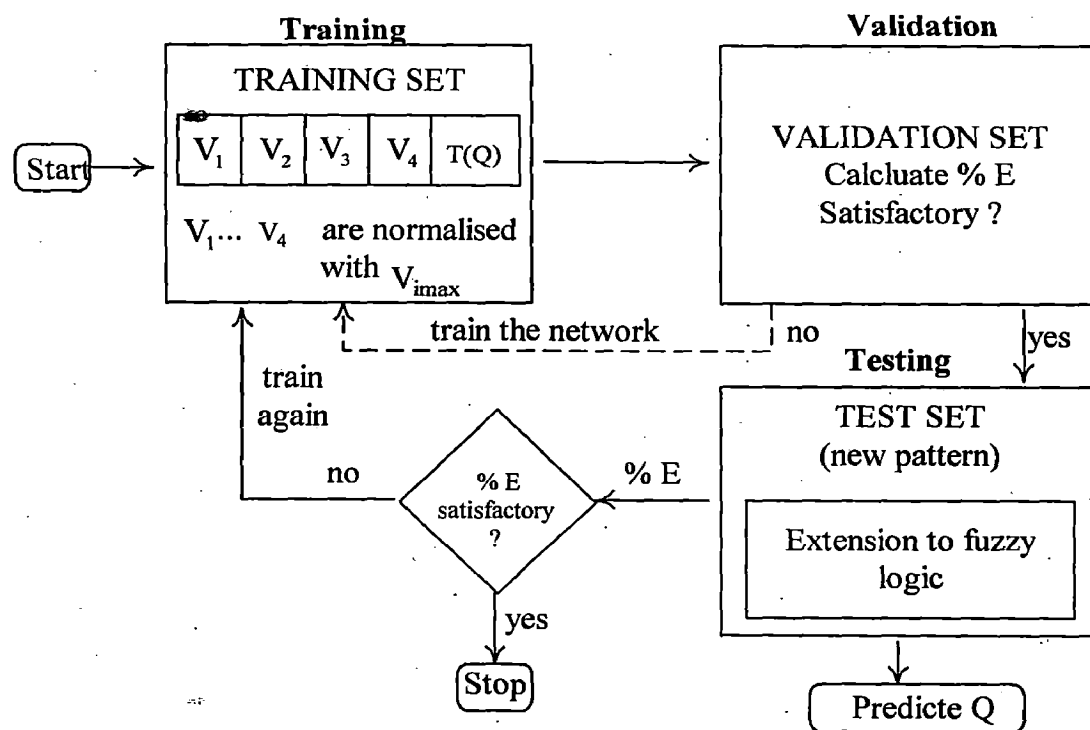 Training
TRAINING SET
V1 V2 V3 V4 T(Q)
V1... V4 are normalised
with Vimax
Start
Validation
VALIDATION SET
Calcluate % E
Satisfactory ?
train the network
no
yes
Testing
TEST SET
(new pattern)
Extension to fuzzy
logic
% E
% E
satisfactory
?
no
train
again
yes
Stop
Predicte Q